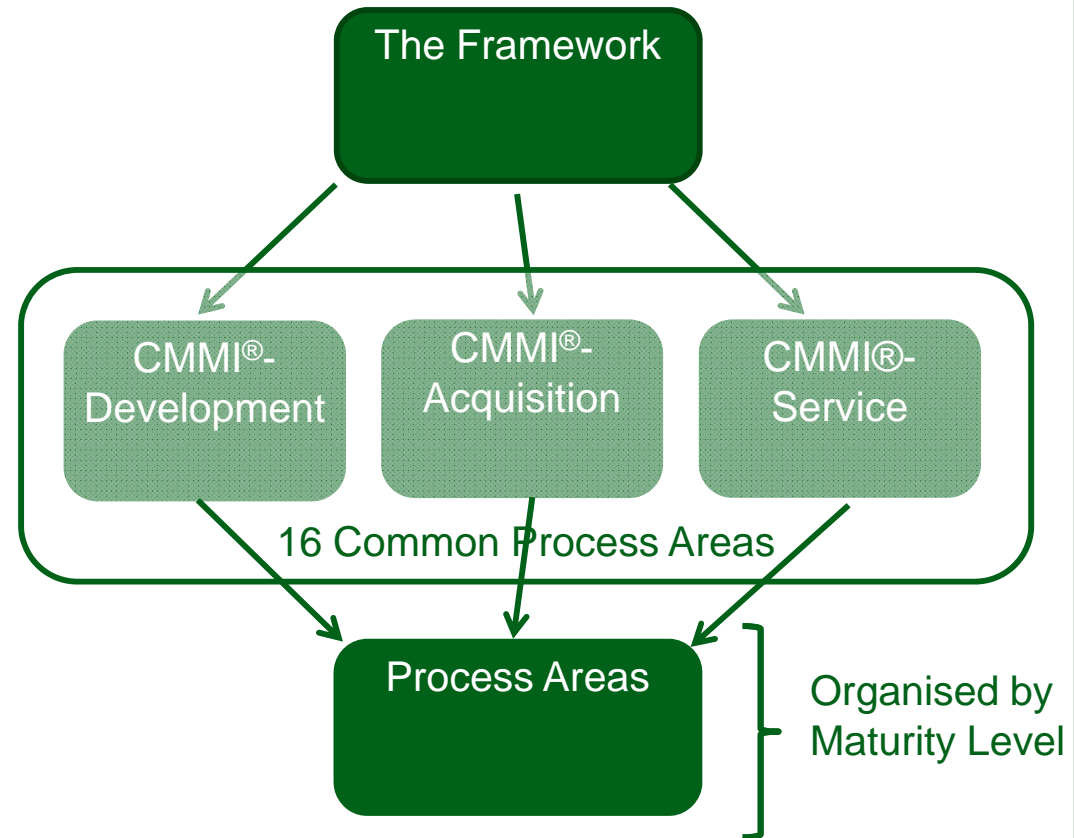 The Framework
CMMI®-
Development
CMMI®-
Acquisition
CMMI®-
Service
16 Common Process Areas
Process Areas
Organised by
Maturity Level